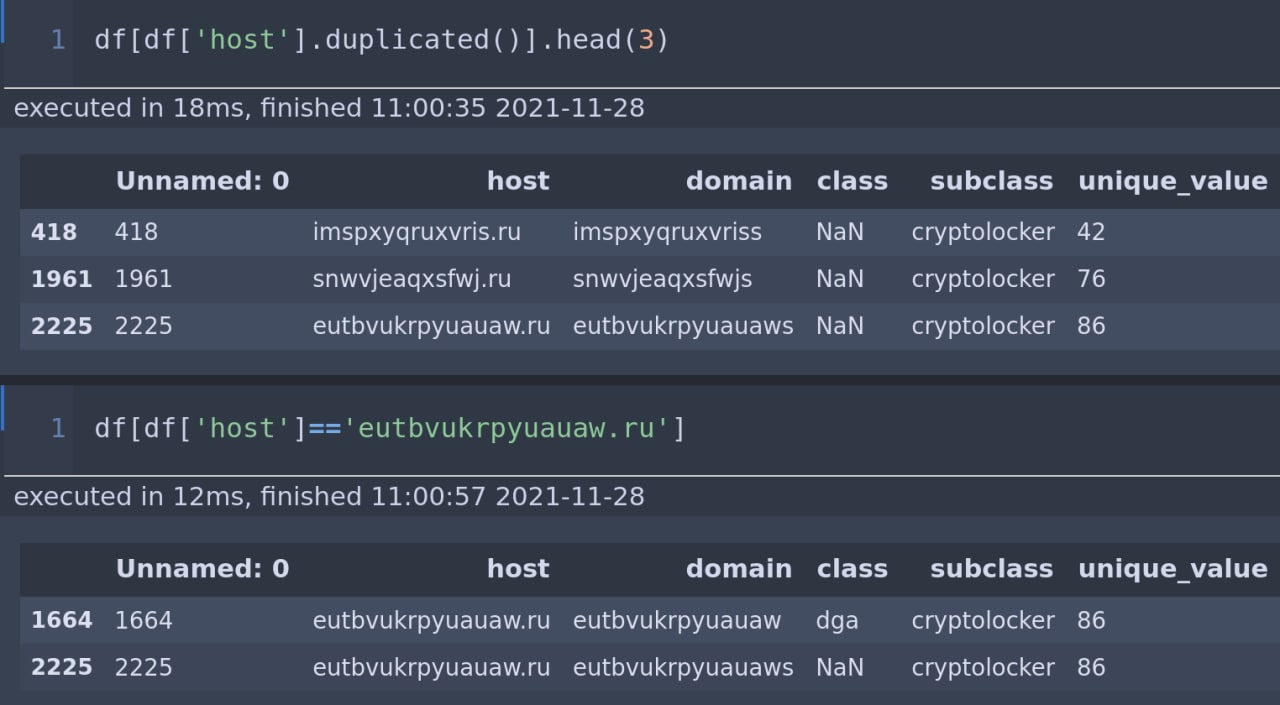 1 df[df['host'].duplicated()].head(3)
executed in 18ms, finished 11:00:35 2021-11-28
Unnamed: 0 host domain class subclass unique_value
418 418 imspxyqruxvris.ru imspxyqruxvriss NaN cryptolocker 42
1961 1961 snwvjeaqxsfwj.ru snwvjeaqxsfwjs NaN cryptolocker 76
2225 2225 eutbvukrpyuauaw.ru eutbvukrpyuauaws NaN cryptolocker 86
1 df[df['host']=='eutbvukrpyuauaw.ru']
executed in 12ms, finished 11:00:57 2021-11-28
Unnamed: 0 host domain class subclass unique_value
1664 1664 eutbvukrpyuauaw.ru eutbvukrpyuauaw dga cryptolocker 86
2225 2225 eutbvukrpyuauaw.ru eutbvukrpyuauaws NaN cryptolocker 86